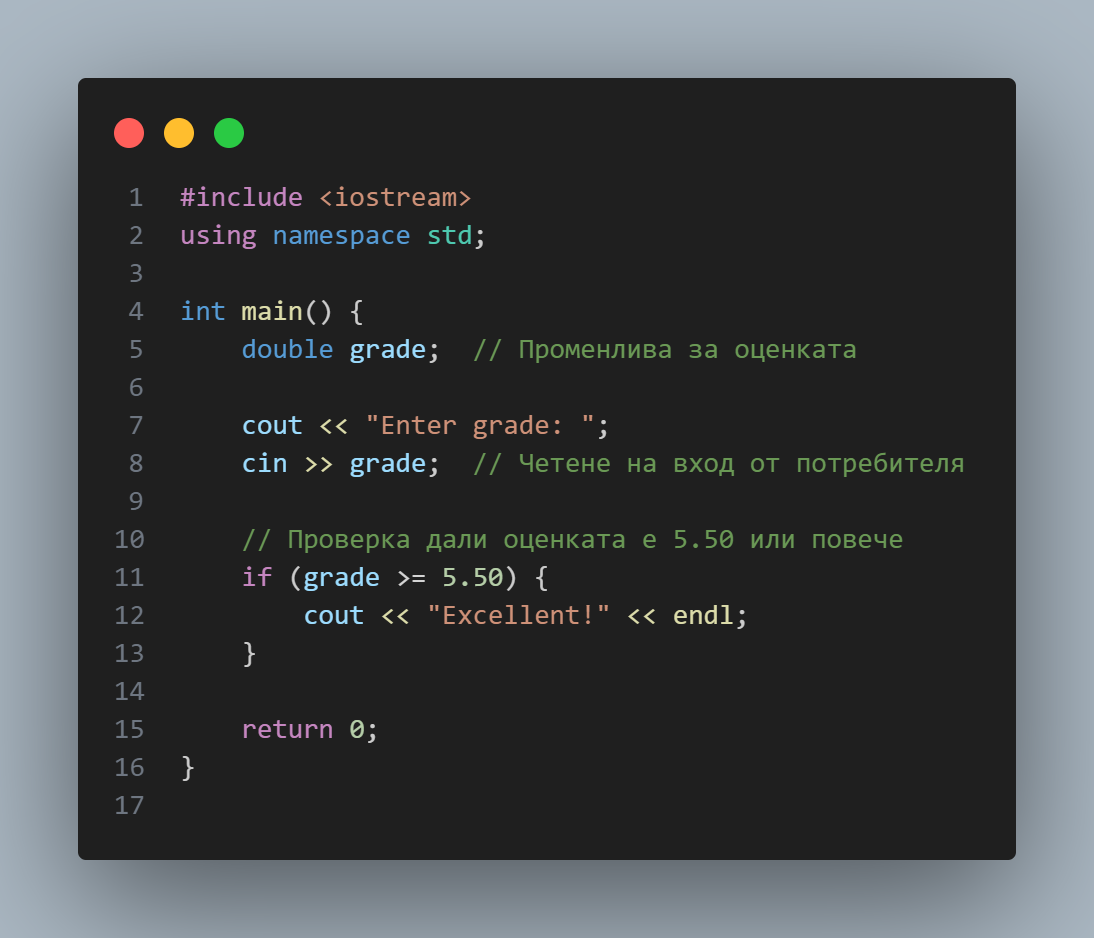 1 #include <iostream>
2 using namespace std;
3
4 int main() {
5     double grade;  // Променлива за оценката
6
7     cout << "Enter grade: ";
8     cin >> grade;  // Четене на вход от потребителя
9
10     // Проверка дали оценката е 5.50 или повече
11     if (grade >= 5.50) {
12         cout << "Excellent!" << endl;
13     }
14
15     return 0;
16 }
17